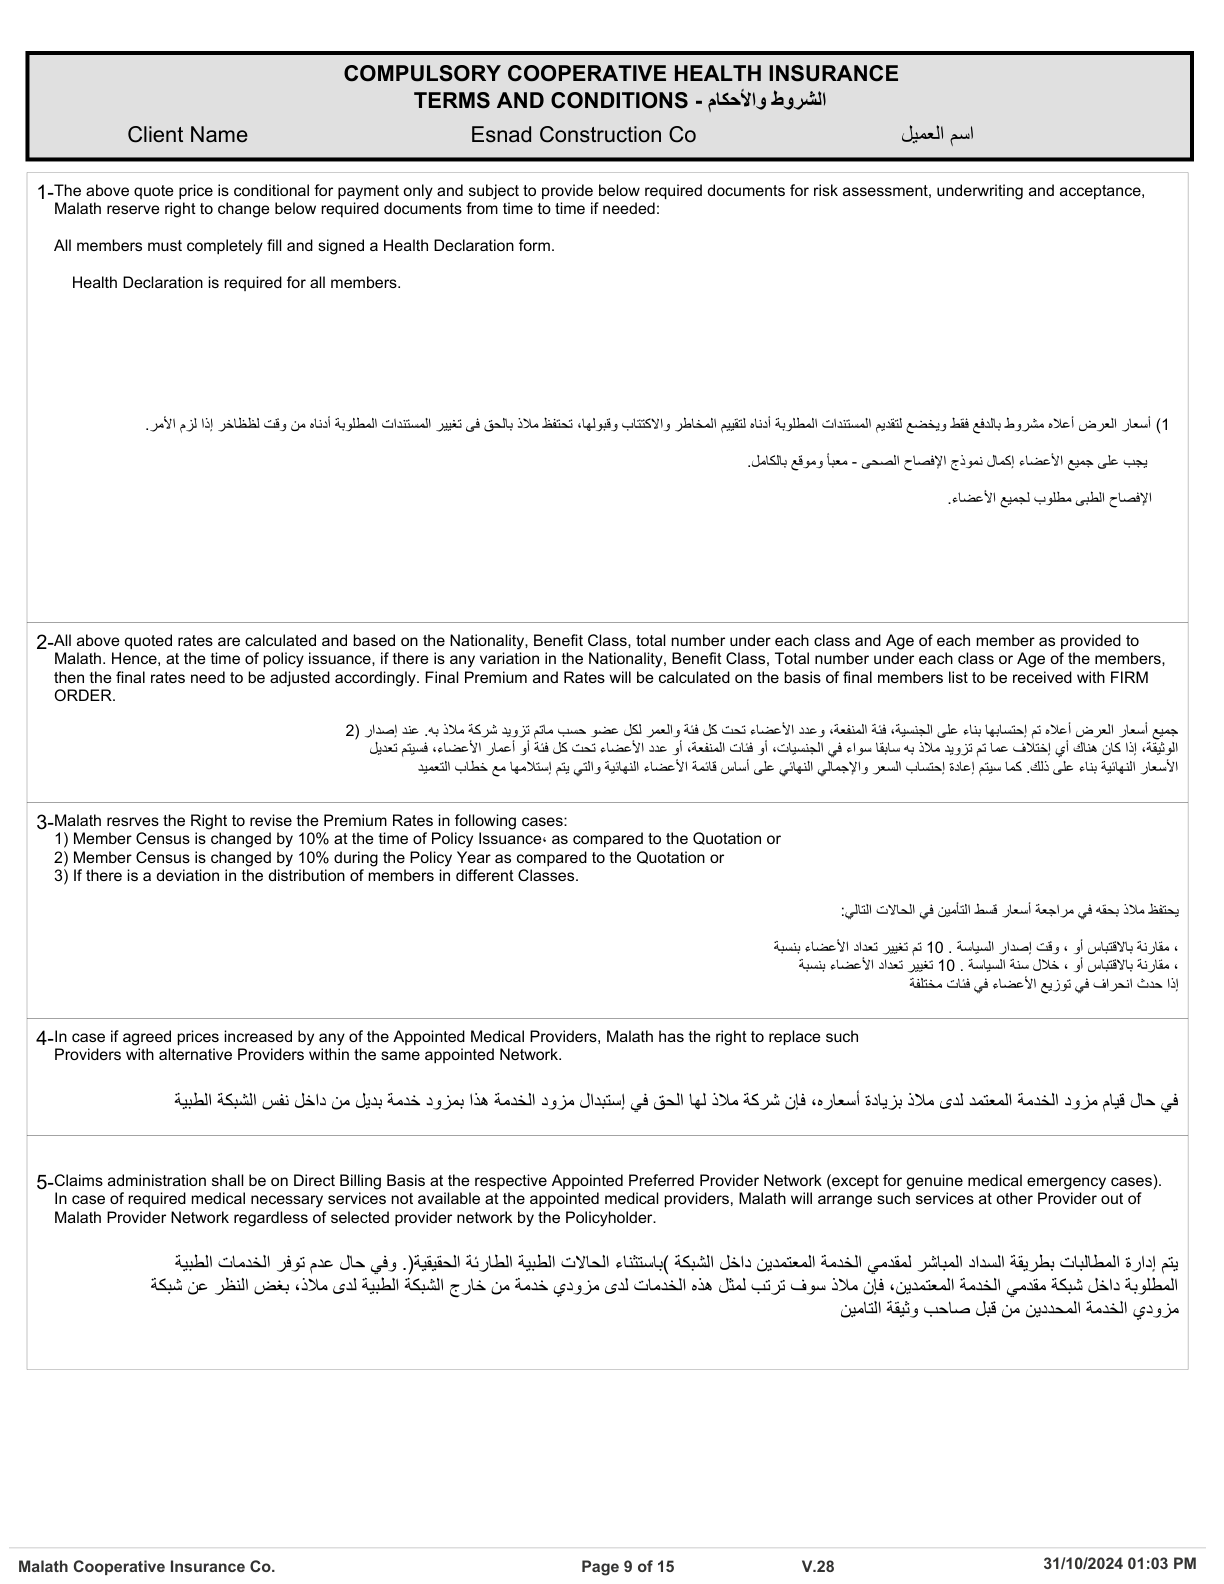 COMPULSORY COOPERATIVE HEALTH INSURANCE
TERMS AND CONDITIONS - الشروط والأحكام
Client Name Esnad Construction Co اسم العميل
1-The above quote price is conditional for payment only and subject to provide below required documents for risk assessment, underwriting and acceptance,
Malath reserve right to change below required documents from time to time if needed:
All members must completely fill and signed a Health Declaration form.
Health Declaration is required for all members.
1) أسعار العرض أعلاه مشروط بالدفع فقط ويخضع لتقديم المستندات المطلوبة أدناه لتقييم المخاطر والاكتتاب وقبولها، تحتفظ ملاذ بالحق فى تغيير المستندات المطلوبة أدناه من وقت لظظاخر إذا لزم الأمر.
يجب على جميع الأعضاء إكمال نموذج الإفصاح الصحى - معبأ وموقع بالكامل.
الإفصاح الطبى مطلوب لجميع الأعضاء.
2-All above quoted rates are calculated and based on the Nationality, Benefit Class, total number under each class and Age of each member as provided to
Malath. Hence, at the time of policy issuance, if there is any variation in the Nationality, Benefit Class, Total number under each class or Age of the members,
then the final rates need to be adjusted accordingly. Final Premium and Rates will be calculated on the basis of final members list to be received with FIRM
ORDER.
جميع أسعار العرض أعلاه تم إحتسابها بناء على الجنسية، فئة المنفعة، وعدد الأعضاء تحت كل فئة والعمر لكل عضو حسب ماتم تزويد شركة ملاذ به. عند إصدار (2
الوثيقة، إذا كان هناك أي إختلاف عما تم تزويد ملاذ به سابقا سواء في الجنسيات، أو فئات المنفعة، أو عدد الأعضاء تحت كل فئة أو أعمار الأعضاء، فسيتم تعديل
الأسعار النهائية بناء على ذلك. كما سيتم إعادة إحتساب السعر والإجمالي النهائي على أساس قائمة الأعضاء النهائية والتي يتم إستلامها مع خطاب التعميد
3-Malath resrves the Right to revise the Premium Rates in following cases:
1) Member Census is changed by 10% at the time of Policy Issuance، as compared to the Quotation or
2) Member Census is changed by 10% during the Policy Year as compared to the Quotation or
3) If there is a deviation in the distribution of members in different Classes.
يحتفظ ملاذ بحقه في مراجعة أسعار قسط التأمين في الحالات التالي:
، مقارنة بالاقتباس أو ، وقت إصدار السياسة . 10 تم تغيير تعداد الأعضاء بنسبة
، مقارنة بالاقتباس أو ، خلال سنة السياسة . 10 تغيير تعداد الأعضاء بنسبة
إذا حدث انحراف في توزيع الأعضاء في فئات مختلفة
4-In case if agreed prices increased by any of the Appointed Medical Providers, Malath has the right to replace such
Providers with alternative Providers within the same appointed Network.
في حال قيام مزود الخدمة المعتمد لدى ملاذ بزيادة أسعاره، فإن شركة ملاذ لها الحق في إستبدال مزود الخدمة هذا بمزود خدمة بديل من داخل نفس الشبكة الطبية
5-Claims administration shall be on Direct Billing Basis at the respective Appointed Preferred Provider Network (except for genuine medical emergency cases).
In case of required medical necessary services not available at the appointed medical providers, Malath will arrange such services at other Provider out of
Malath Provider Network regardless of selected provider network by the Policyholder.
يتم إدارة المطالبات بطريقة السداد المباشر لمقدمي الخدمة المعتمدين داخل الشبكة )باستثناء الحالات الطبية الطارئة الحقيقية(. وفي حال عدم توفر الخدمات الطبية
المطلوبة داخل شبكة مقدمي الخدمة المعتمدين، فإن ملاذ سوف ترتب لمثل هذه الخدمات لدى مزودي خدمة من خارج الشبكة الطبية لدى ملاذ، بغض النظر عن شبكة
مزودي الخدمة المحددين من قبل صاحب وثيقة التامين
Malath Cooperative Insurance Co. Page 9 of 15 V.28 31/10/2024 01:03 PM